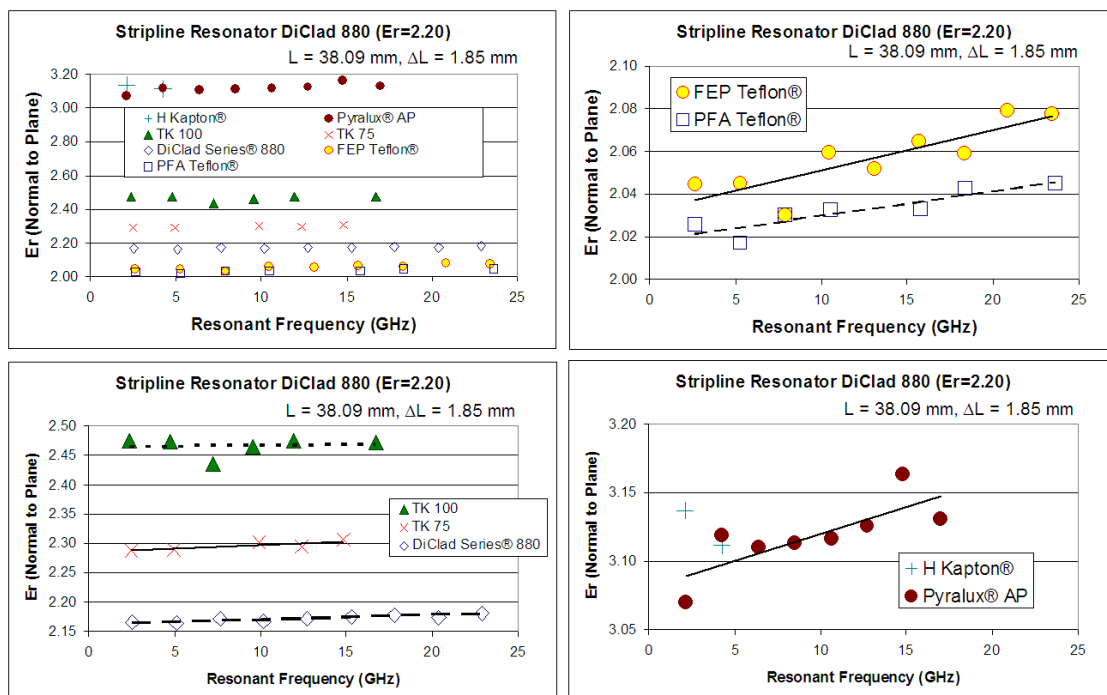 Stripline Resonator DiClad 880 (Er=2.20)
L = 38.09 mm, ΔL = 1.85 mm
Er (Normal to Plane)
3.20
3.00
2.80
2.60
2.40
2.20
2.00
H Kapton®
Pyralux® AP
TK 100
TK 75
DiClad Series® 880
FEP Teflon®
PFA Teflon®
0 5 10 15 20 25
Resonant Frequency (GHz)
Stripline Resonator DiClad 880 (Er=2.20)
L = 38.09 mm, ΔL = 1.85 mm
Er (Normal to Plane)
2.10
2.08
2.06
2.04
2.02
2.00
FEP Teflon®
PFA Teflon®
0 5 10 15 20 25
Resonant Frequency (GHz)
Stripline Resonator DiClad 880 (Er=2.20)
L = 38.09 mm, ΔL = 1.85 mm
Er (Normal to Plane)
2.50
2.45
2.40
2.35
2.30
2.25
2.20
2.15
TK 100
TK 75
DiClad Series® 880
0 5 10 15 20 25
Resonant Frequency (GHz)
Stripline Resonator DiClad 880 (Er=2.20)
L = 38.09 mm, ΔL = 1.85 mm
Er (Normal to Plane)
3.20
3.15
3.10
3.05
H Kapton®
Pyralux® AP
0 5 10 15 20 25
Resonant Frequency (GHz)